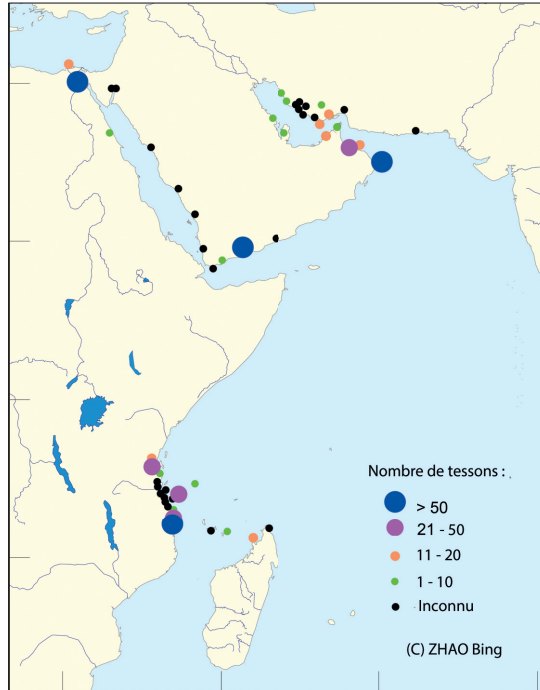 Nombre de tessons :
> 50
21 - 50
11 - 20
1 - 10
Inconnu
(C) ZHAO Bing